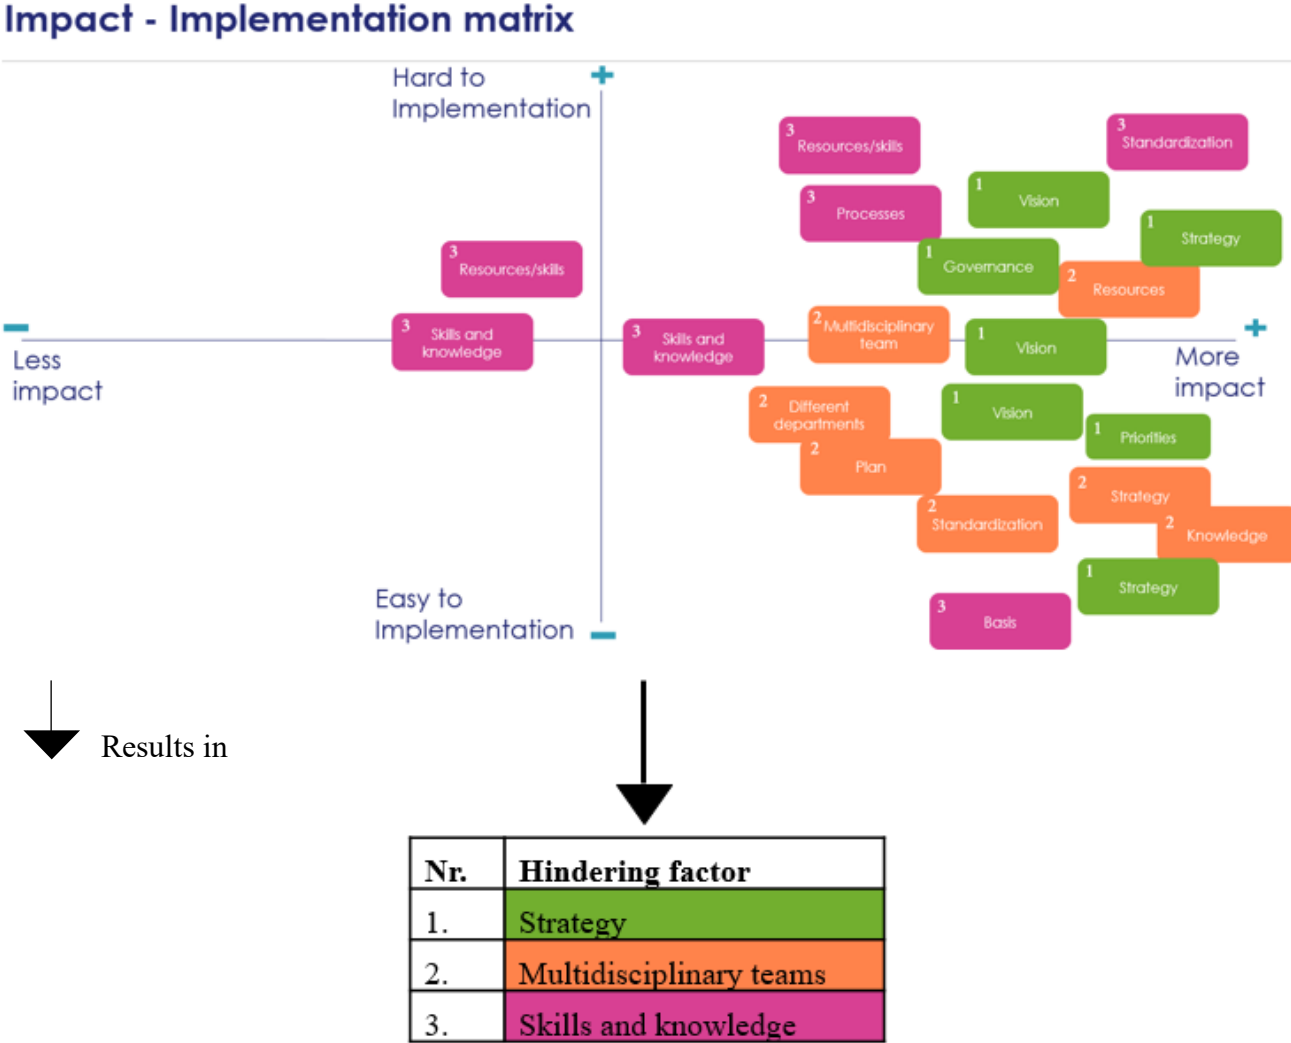 Impact - Implementation matrix
Hard to
Implementation
+
3
Resources/skills
3
Standardization
3
Processes
1
Vision
1
Strategy
3
Resources/skills
1
Governance
2
Resources
3
Skills and
knowledge
3
Skills and
knowledge
2
Multidisciplinary
team
1
Vision
−
Less
impact
+
More
impact
2
Different
departments
1
Vision
1
Priorities
2
Plan
2
Strategy
2
Standardization
2
Knowledge
1
Strategy
3
Basis
Easy to
Implementation
−
Results in
Nr. Hindering factor
1. Strategy
2. Multidisciplinary teams
3. Skills and knowledge